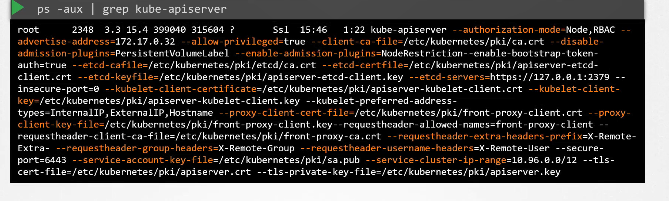 ps -aux | grep kube-apiserver
root 2348 3.3 15.4 399040 315604 ? Ssl 15:46 1:22 kube-apiserver --authorization-mode=Node,RBAC --
advertise-address=172.17.0.32 --allow-privileged=true --client-ca-file=/etc/kubernetes/pki/ca.crt --disable-
admission-plugins=PersistentVolumeLabel --enable-admission-plugins=NodeRestriction--enable-bootstrap-token-
auth=true --etcd-cafile=/etc/kubernetes/pki/etcd/ca.crt --etcd-certfile=/etc/kubernetes/pki/apiserver-etcd-
client.crt --etcd-keyfile=/etc/kubernetes/pki/apiserver-etcd-client.key --etcd-servers=https://127.0.0.1:2379 --
insecure-port=0 --kubelet-client-certificate=/etc/kubernetes/pki/apiserver-kubelet-client.crt --kubelet-client-
key=/etc/kubernetes/pki/apiserver-kubelet-client.key --kubelet-preferred-address-
types=InternalIP,ExternalIP,Hostname --proxy-client-cert-file=/etc/kubernetes/pki/front-proxy-client.crt --proxy-
client-key-file=/etc/kubernetes/pki/front-proxy-client.key--requestheader-allowed-names=front-proxy-client --
requestheader-client-ca-file=/etc/kubernetes/pki/front-proxy-ca.crt --requestheader-extra-headers-prefix=X-Remote-
Extra- --requestheader-group-headers=X-Remote-Group --requestheader-username-headers=X-Remote-User --secure-
port=6443 --service-account-key-file=/etc/kubernetes/pki/sa.pub --service-cluster-ip-range=10.96.0.0/12 --tls-
cert-file=/etc/kubernetes/pki/apiserver.crt --tls-private-key-file=/etc/kubernetes/pki/apiserver.key